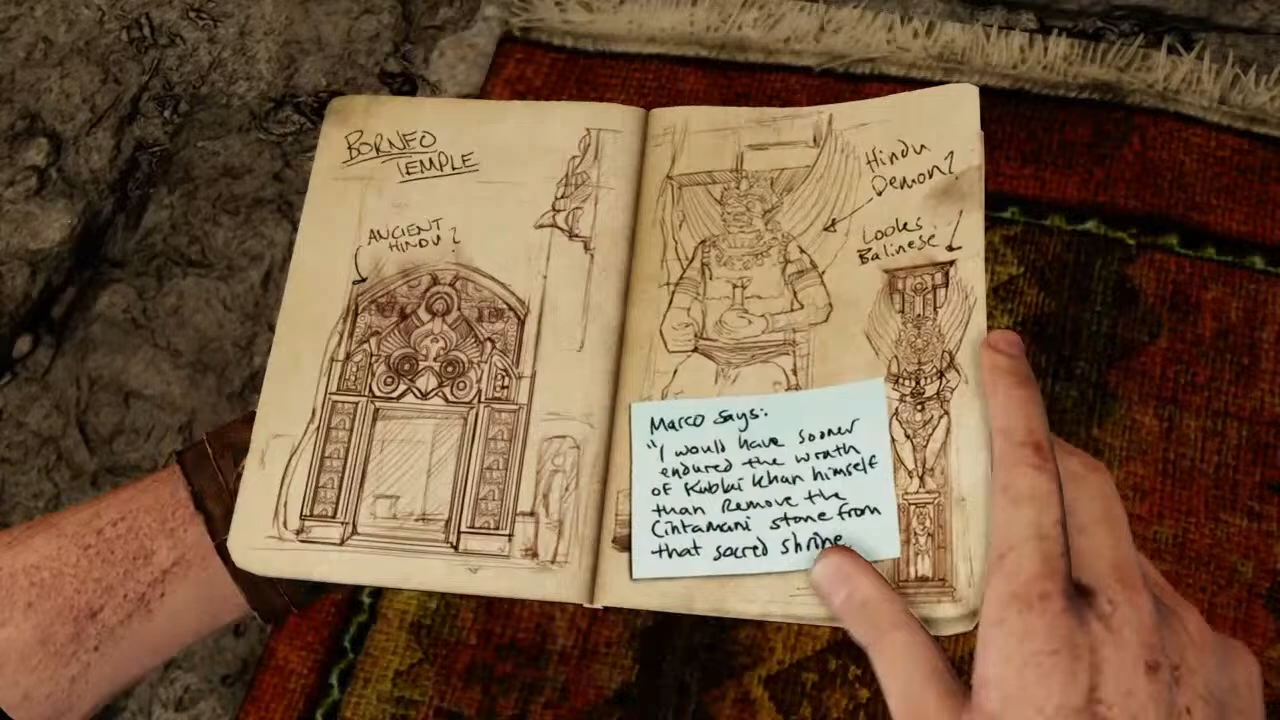 BORNEO
TEMPLE
ANCIENT
HINDU?
Hindu
Demon?
Looks
Balinese
Marco says:
"I would have sooner
endured the wrath
of Kublai Khan himself
than Remove the
Cintamani stone from
that sacred shrine